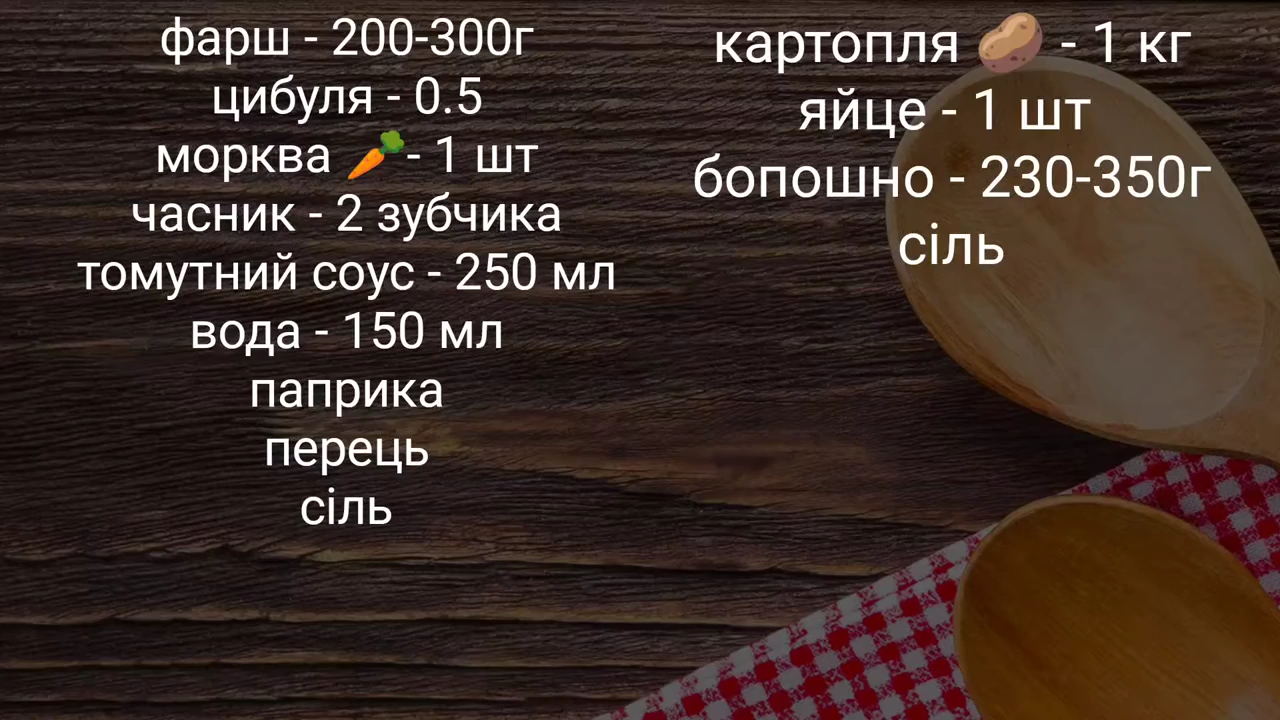 фарш - 200-300г
цибуля - 0.5
морква 🥕- 1 шт
часник - 2 зубчика
томутний соус - 250 мл
вода - 150 мл
паприка
перець
сіль
картопля 🥔 - 1 кг
яйце - 1 шт
бопошно - 230-350г
сіль